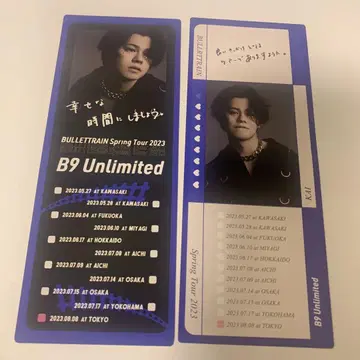 幸せな
時間にしましょう。
BULLETTRAIN Spring Tour 2023
B9 Unlimited
2023.05.27 AT KAWASAKI
2023.05.28 AT KAWASAKI
2023.06.04 AT FUKUOKA
2023.06.10 AT MIYAGI
2023.06.17 AT HOKKAIDO
2023.07.08 AT AICHI
2023.07.09 AT AICHI
2023.07.14 AT OSAKA
2023.07.15 AT OSAKA
2023.07.17 AT YOKOHAMA
2023.08.08 AT TOKYO
BULLETTRAIN
KAI
2023.05.27 AT KAWASAKI
2023.05.28 AT KAWASAKI
2023.06.04 AT FUKUOKA
2023.06.10 AT MIYAGI
2023.06.17 AT HOKKAIDO
2023.07.08 AT AICHI
2023.07.09 AT AICHI
2023.07.14 AT OSAKA
2023.07.15 AT OSAKA
2023.07.17 AT YOKOHAMA
2023.08.08 AT TOKYO
Spring Tour 2023
B9 Unlimited